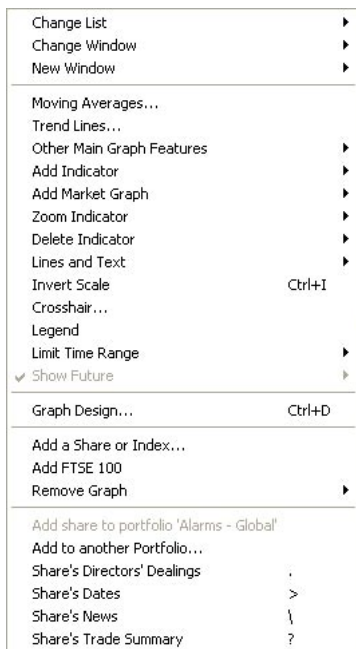 Change List
Change Window
New Window
Moving Averages...
Trend Lines...
Other Main Graph Features
Add Indicator
Add Market Graph
Zoom Indicator
Delete Indicator
Lines and Text
Invert Scale Ctrl+I
Crosshair...
Legend
Limit Time Range
Show Future
Graph Design... Ctrl+D
Add a Share or Index...
Add FTSE 100
Remove Graph
Add share to portfolio 'Alarms - Global'
Add to another Portfolio...
Share's Directors' Dealings .
Share's Dates >
Share's News \
Share's Trade Summary ?